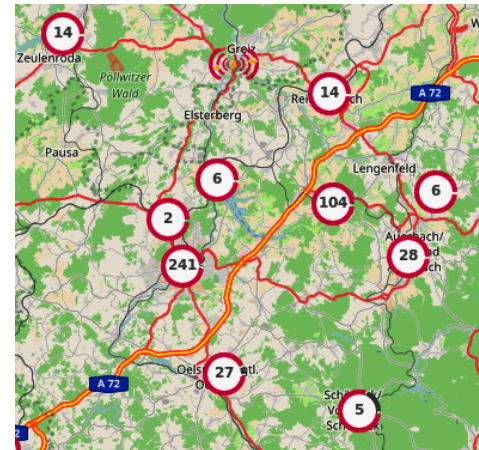 14
Zeulenroda
Greiz
Pöllwitzer
Wald
14
A 72
Elsterberg
Pausa
Lengenfeld
6
6
104
2
28
241
A 72
27
5
2